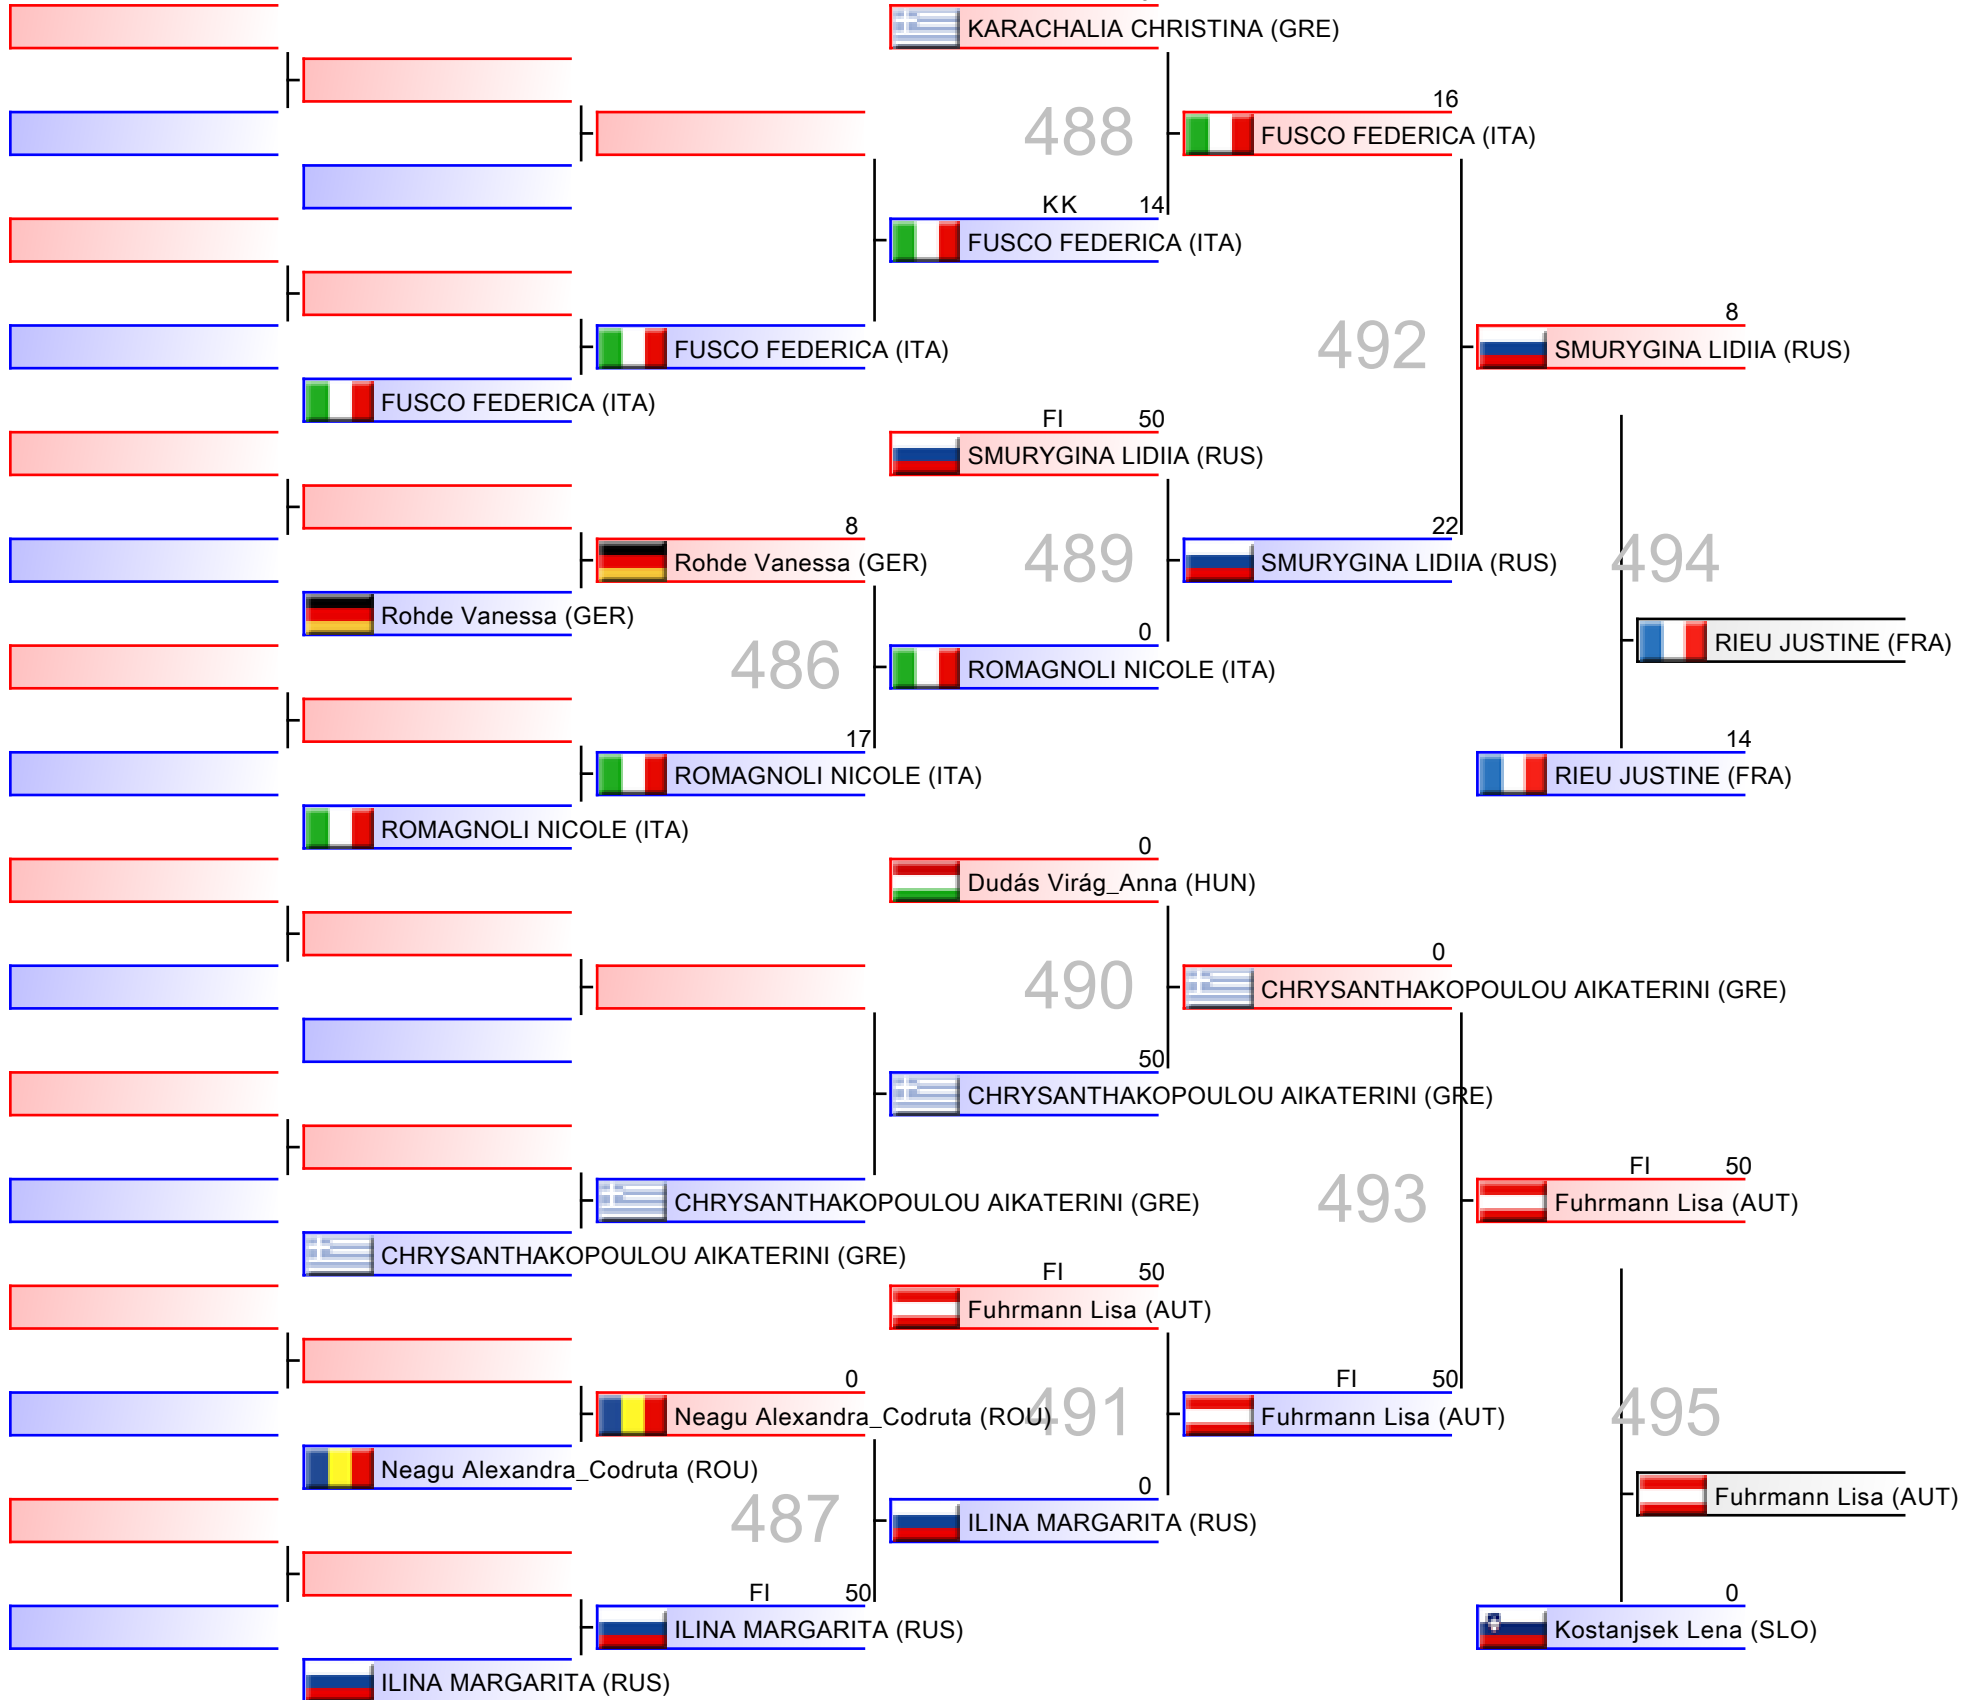 KARACHALIA CHRISTINA (GRE)
488
16
FUSCO FEDERICA (ITA)
KK 14
FUSCO FEDERICA (ITA)
8
SMURYGINA LIDIIA (RUS)
492
FUSCO FEDERICA (ITA)
FUSCO FEDERICA (ITA)
FI 50
SMURYGINA LIDIIA (RUS)
8
Rohde Vanessa (GER)
489
22
SMURYGINA LIDIIA (RUS)
494
Rohde Vanessa (GER)
0
ROMAGNOLI NICOLE (ITA)
RIEU JUSTINE (FRA)
486
17
ROMAGNOLI NICOLE (ITA)
14
RIEU JUSTINE (FRA)
ROMAGNOLI NICOLE (ITA)
0
Dudás Virág_Anna (HUN)
490
0
CHRYSANTHAKOPOULOU AIKATERINI (GRE)
50
CHRYSANTHAKOPOULOU AIKATERINI (GRE)
CHRYSANTHAKOPOULOU AIKATERINI (GRE)
493
FI 50
Fuhrmann Lisa (AUT)
CHRYSANTHAKOPOULOU AIKATERINI (GRE)
FI 50
Fuhrmann Lisa (AUT)
0
Neagu Alexandra_Codruta (ROU)
491
FI 50
Fuhrmann Lisa (AUT)
495
Neagu Alexandra_Codruta (ROU)
0
ILINA MARGARITA (RUS)
Fuhrmann Lisa (AUT)
487
FI 50
ILINA MARGARITA (RUS)
0
Kostanjsek Lena (SLO)
ILINA MARGARITA (RUS)